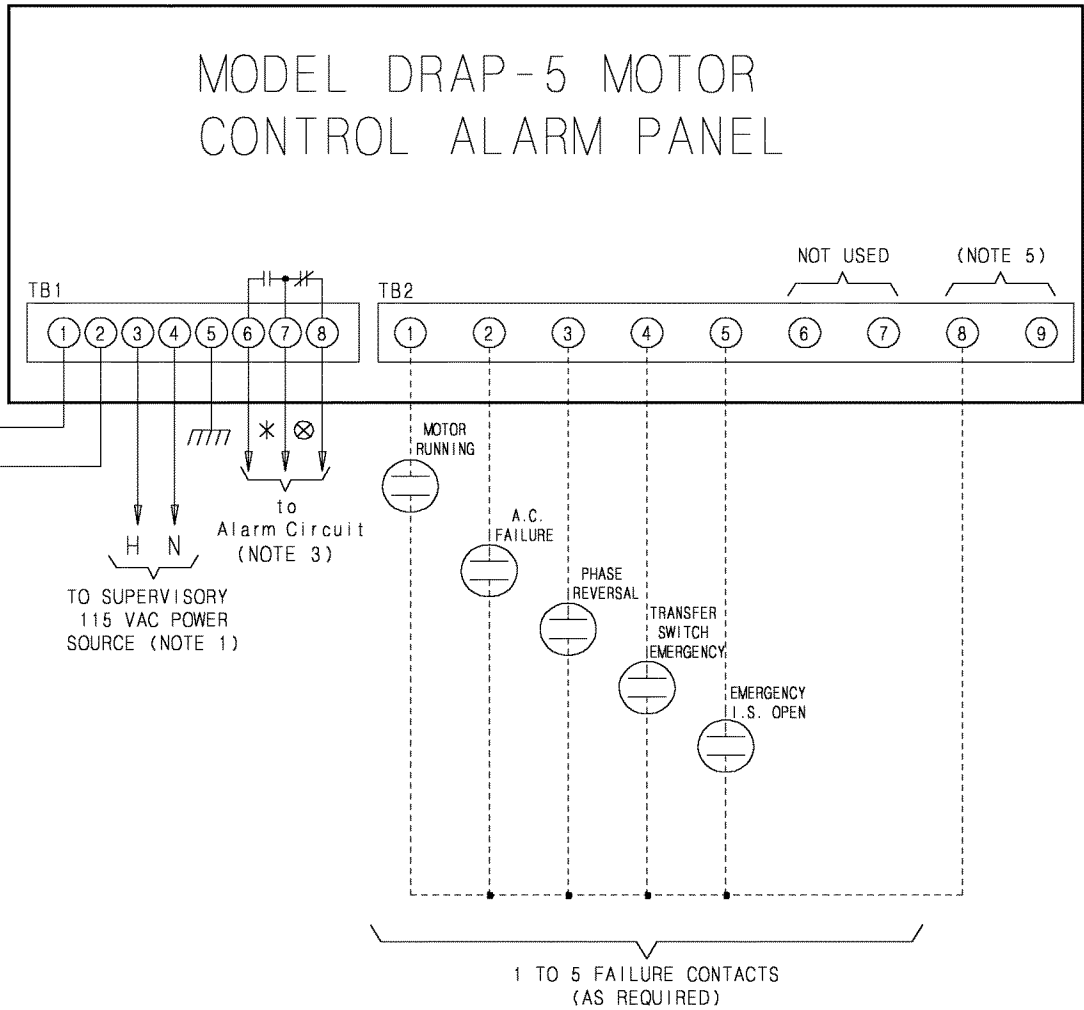 MODEL DRAP-5 MOTOR
CONTROL ALARM PANEL
NOT USED
(NOTE 5)
TB1
TB2
1 2 3 4 5 6 7 8
1 2 3 4 5 6 7 8 9
to
Alarm Circuit
(NOTE 3)
H N
TO SUPERVISORY
115 VAC POWER
SOURCE (NOTE 1)
MOTOR
RUNNING
A.C.
FAILURE
PHASE
REVERSAL
TRANSFER
SWITCH
EMERGENCY
EMERGENCY
I.S. OPEN
1 TO 5 FAILURE CONTACTS
(AS REQUIRED)